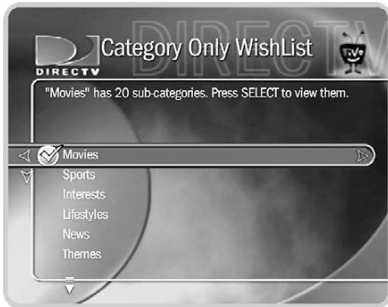 DIRECTV
Category Only WishList
TiVo
DIRECTV
"Movies" has 20 sub-categories. Press SELECT to view them.
Movies
Sports
Interests
Lifestyles
News
Themes